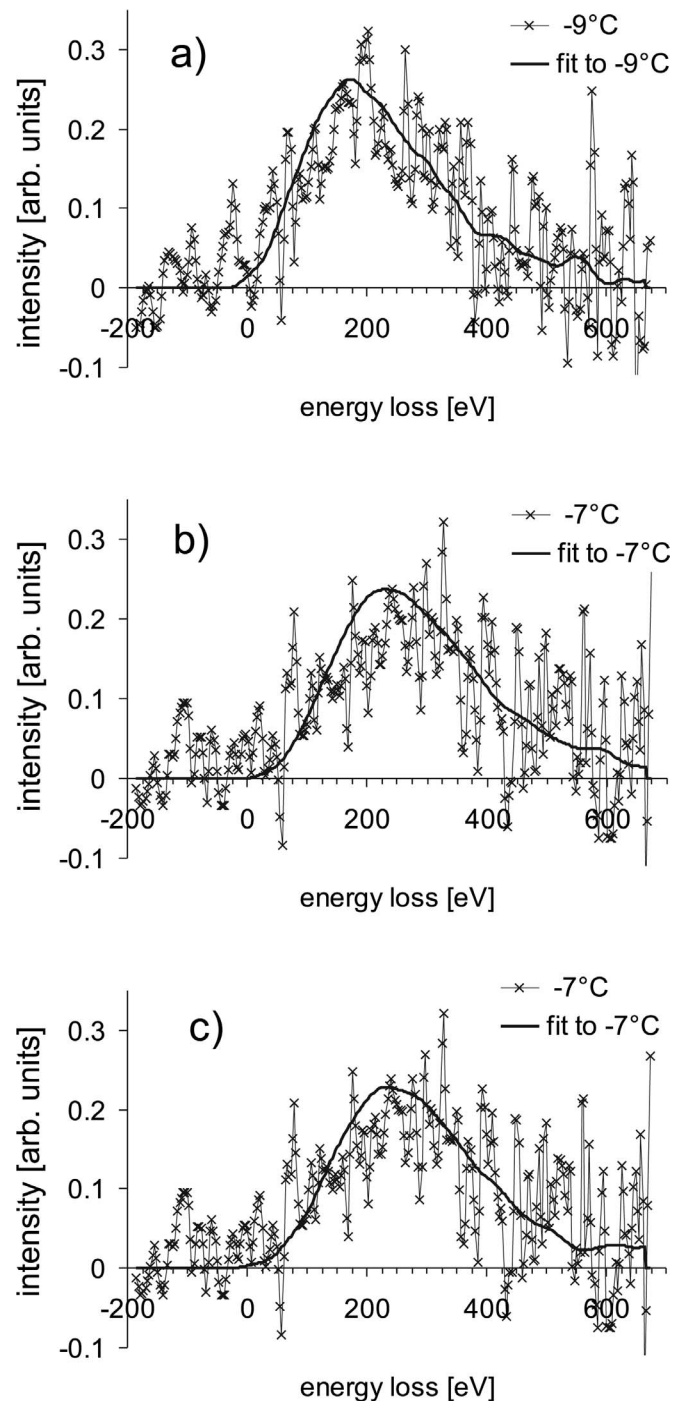 a)
-9°C
fit to -9°C
intensity [arb. units]
0.3
0.2
0.1
0
-0.1
-200 0 200 400 600
energy loss [eV]
b)
-7°C
fit to -7°C
intensity [arb. units]
0.3
0.2
0.1
0
-0.1
-200 0 200 400 600
energy loss [eV]
c)
-7°C
fit to -7°C
intensity [arb. units]
0.3
0.2
0.1
0
-0.1
-200 0 200 400 600
energy loss [eV]